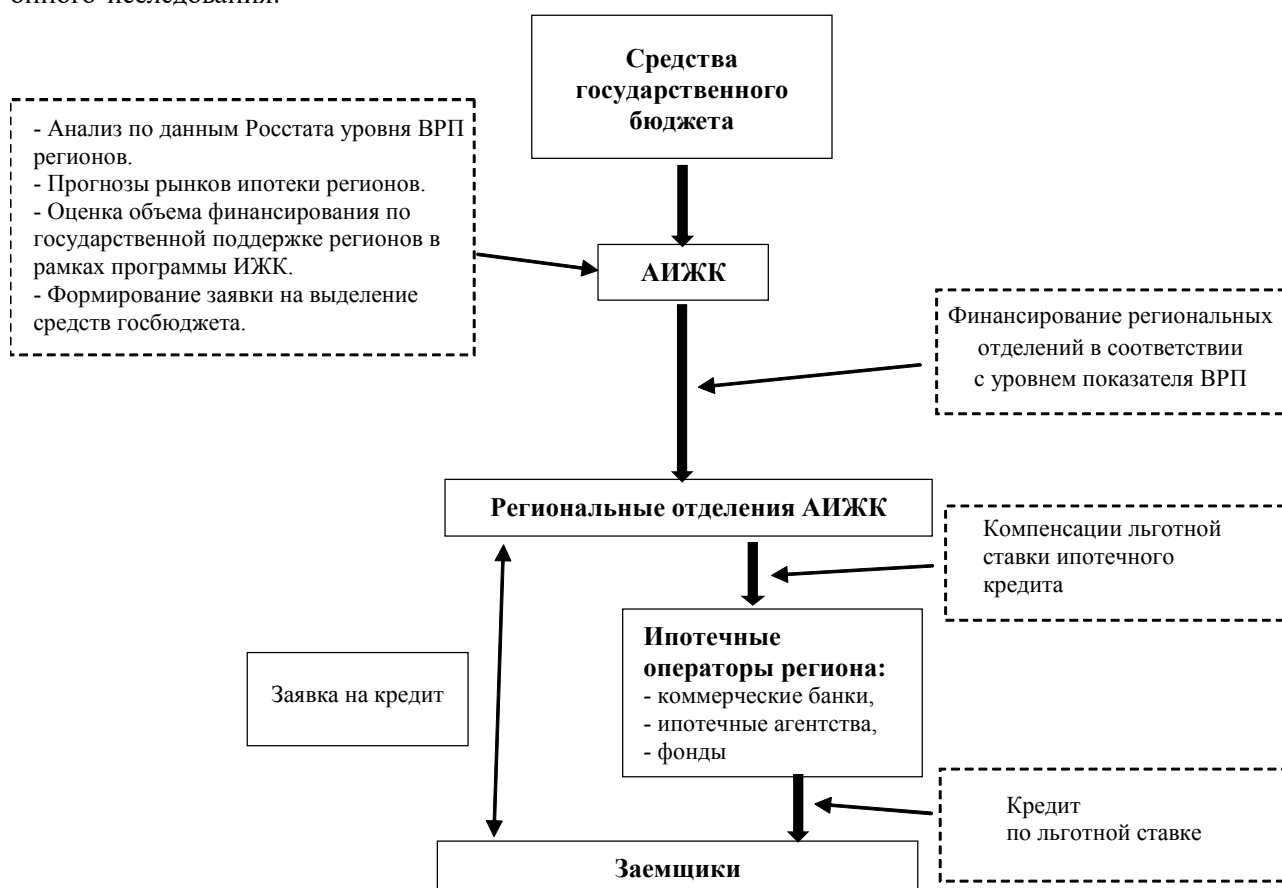 онного исследования.
Средства
государственного
бюджета
- Анализ по данным Росстата уровня ВРП
регионов.
- Прогнозы рынков ипотеки регионов.
- Оценка объема финансирования по
государственной поддержке регионов в
рамках программы ИЖК.
- Формирование заявки на выделение
средств госбюджета.
АИЖК
Финансирование региональных
отделений в соответствии
с уровнем показателя ВРП
Региональные отделения АИЖК
Компенсации льготной
ставки ипотечного
кредита
Ипотечные
операторы региона:
- коммерческие банки,
- ипотечные агентства,
- фонды
Заявка на кредит
Кредит
по льготной ставке
Заемщики